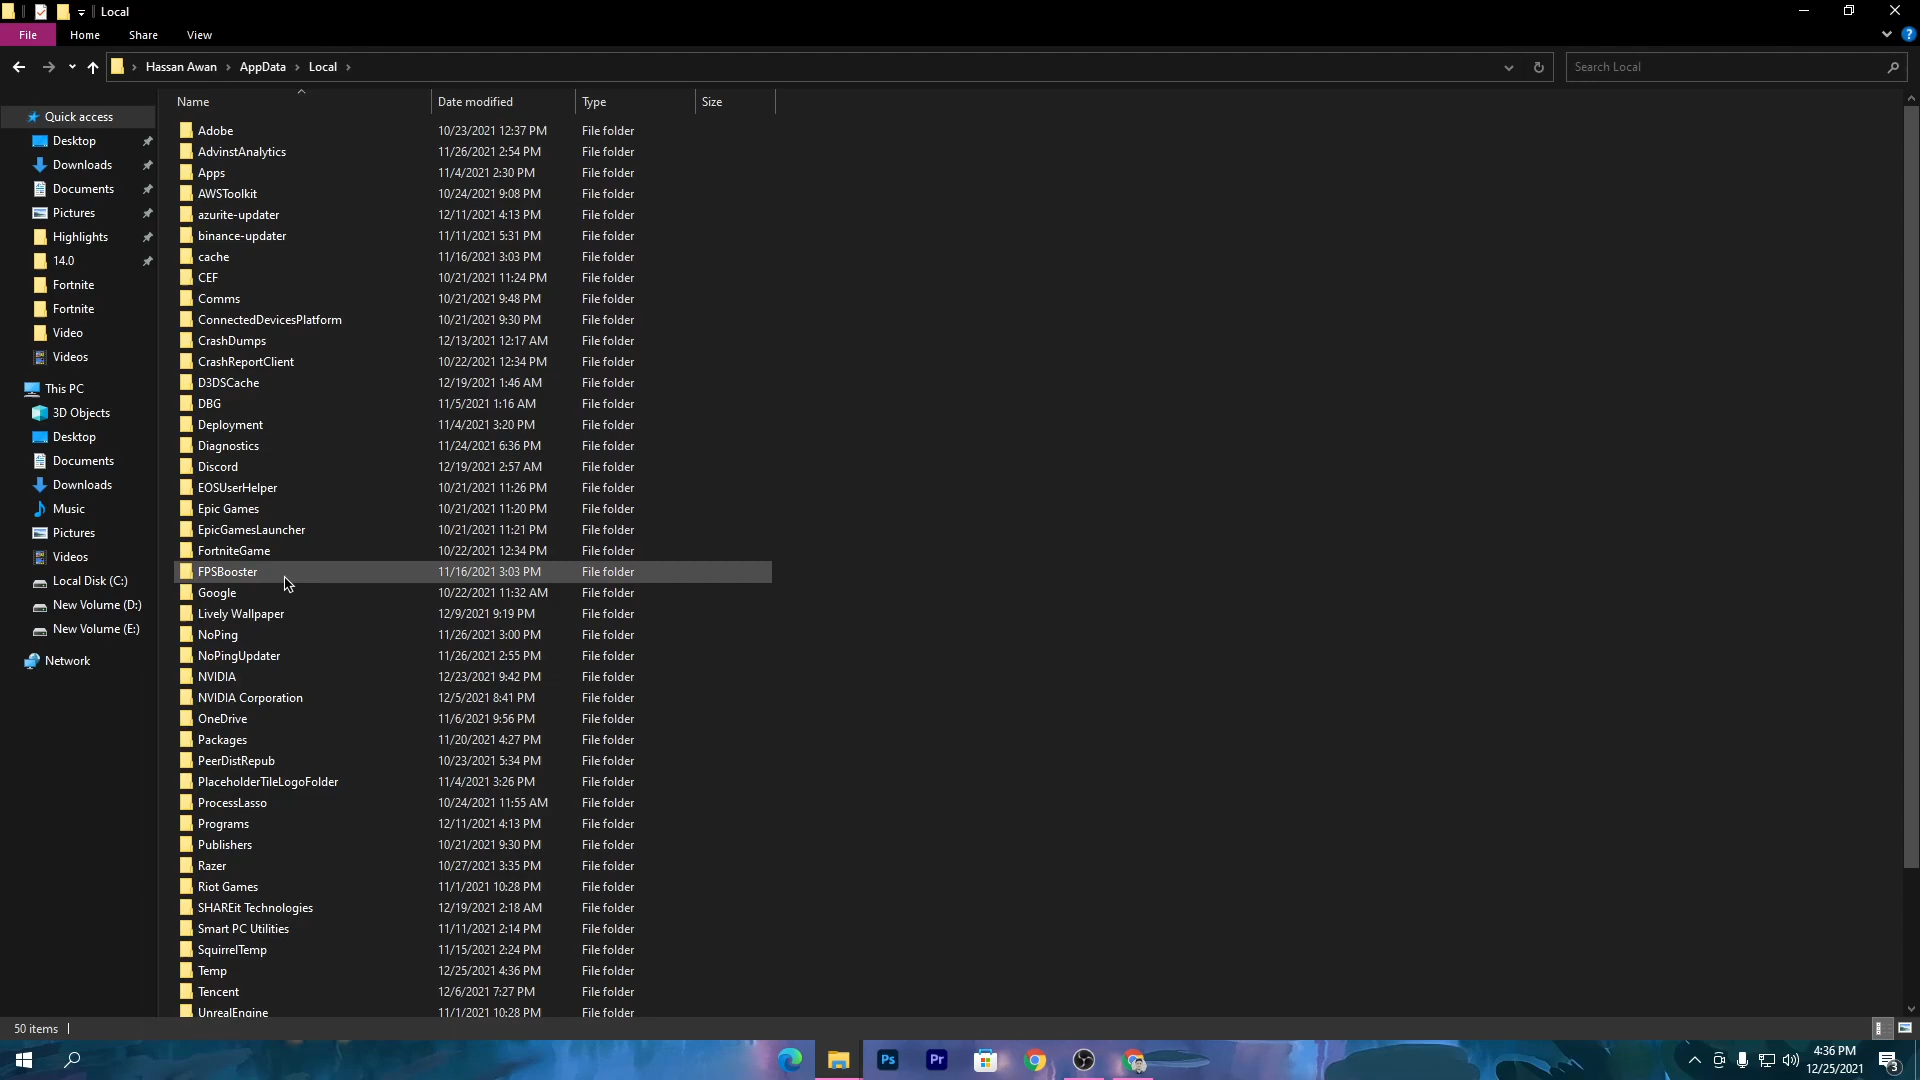 Local
File Home Share View
Hassan Awan AppData Local
Search Local
Name Date modified Type Size
Quick access
Desktop
Downloads
Documents
Pictures
Highlights
14.0
Fortnite
Fortnite
Video
Videos
This PC
3D Objects
Desktop
Documents
Downloads
Music
Pictures
Videos
Local Disk (C:)
New Volume (D:)
New Volume (E:)
Network
Adobe 10/23/2021 12:37 PM File folder
AdvinstAnalytics 11/26/2021 2:54 PM File folder
Apps 11/4/2021 2:30 PM File folder
AWSToolkit 10/24/2021 9:08 PM File folder
azurite-updater 12/11/2021 4:13 PM File folder
binance-updater 11/11/2021 5:31 PM File folder
cache 11/16/2021 3:03 PM File folder
CEF 10/21/2021 11:24 PM File folder
Comms 10/21/2021 9:48 PM File folder
ConnectedDevicesPlatform 10/21/2021 9:30 PM File folder
CrashDumps 12/13/2021 12:17 AM File folder
CrashReportClient 10/22/2021 12:34 PM File folder
D3DSCache 12/19/2021 1:46 AM File folder
DBG 11/5/2021 1:16 AM File folder
Deployment 11/4/2021 3:20 PM File folder
Diagnostics 11/24/2021 6:36 PM File folder
Discord 12/19/2021 2:57 AM File folder
EOSUserHelper 10/21/2021 11:26 PM File folder
Epic Games 10/21/2021 11:20 PM File folder
EpicGamesLauncher 10/21/2021 11:21 PM File folder
FortniteGame 10/22/2021 12:34 PM File folder
FPSBooster 11/16/2021 3:03 PM File folder
Google 10/22/2021 11:32 AM File folder
Lively Wallpaper 12/9/2021 9:19 PM File folder
NoPing 11/26/2021 3:00 PM File folder
NoPingUpdater 11/26/2021 2:55 PM File folder
NVIDIA 12/23/2021 9:42 PM File folder
NVIDIA Corporation 12/5/2021 8:41 PM File folder
OneDrive 11/6/2021 9:56 PM File folder
Packages 11/20/2021 4:27 PM File folder
PeerDistRepub 10/23/2021 5:34 PM File folder
PlaceholderTileLogoFolder 11/4/2021 3:26 PM File folder
ProcessLasso 10/24/2021 11:55 AM File folder
Programs 12/11/2021 4:13 PM File folder
Publishers 10/21/2021 9:30 PM File folder
Razer 10/27/2021 3:35 PM File folder
Riot Games 11/1/2021 10:28 PM File folder
SHAREit Technologies 12/19/2021 2:18 AM File folder
Smart PC Utilities 11/11/2021 2:14 PM File folder
SquirrelTemp 11/15/2021 2:24 PM File folder
Temp 12/25/2021 4:36 PM File folder
Tencent 12/6/2021 7:27 PM File folder
UnrealEngine 11/1/2021 10:28 PM File folder
50 items
Ps Pr
4:36 PM
12/25/2021
3